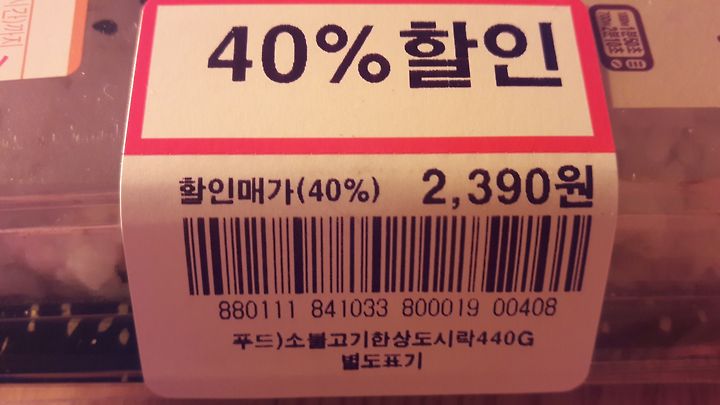 40%할인
할인매가(40%) 2,390원
880111 841033 800019 00408
푸드)소불고기한상도시락440G
별도표기